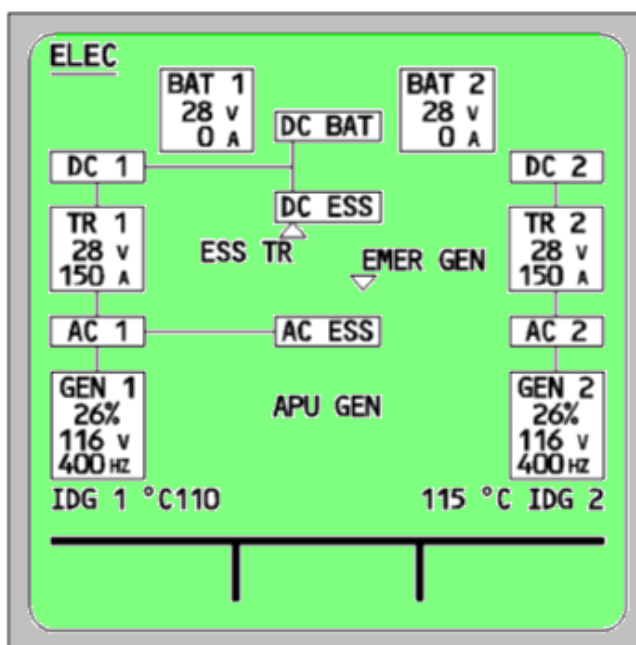 ELEC
BAT 1
28 V
0 A
BAT 2
28 V
0 A
DC BAT
DC 1
DC 2
DC ESS
TR 1
28 V
150 A
ESS TR
EMER GEN
TR 2
28 V
150 A
AC 1
AC ESS
AC 2
GEN 1
26%
116 V
400 HZ
APU GEN
GEN 2
26%
116 V
400 HZ
IDG 1 °C110
115 °C IDG 2